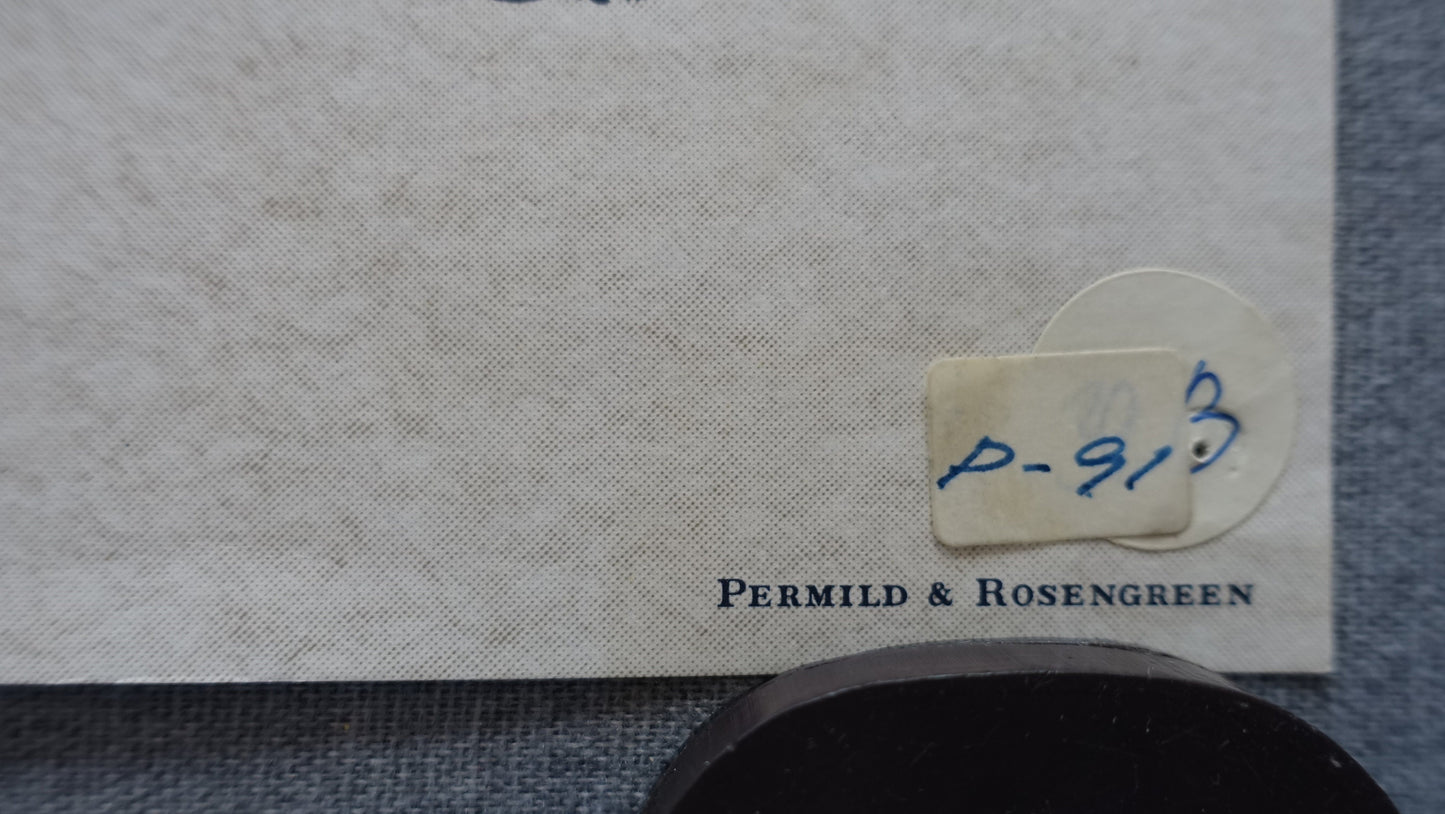 P-91
3
PERMILD & ROSENGREEN